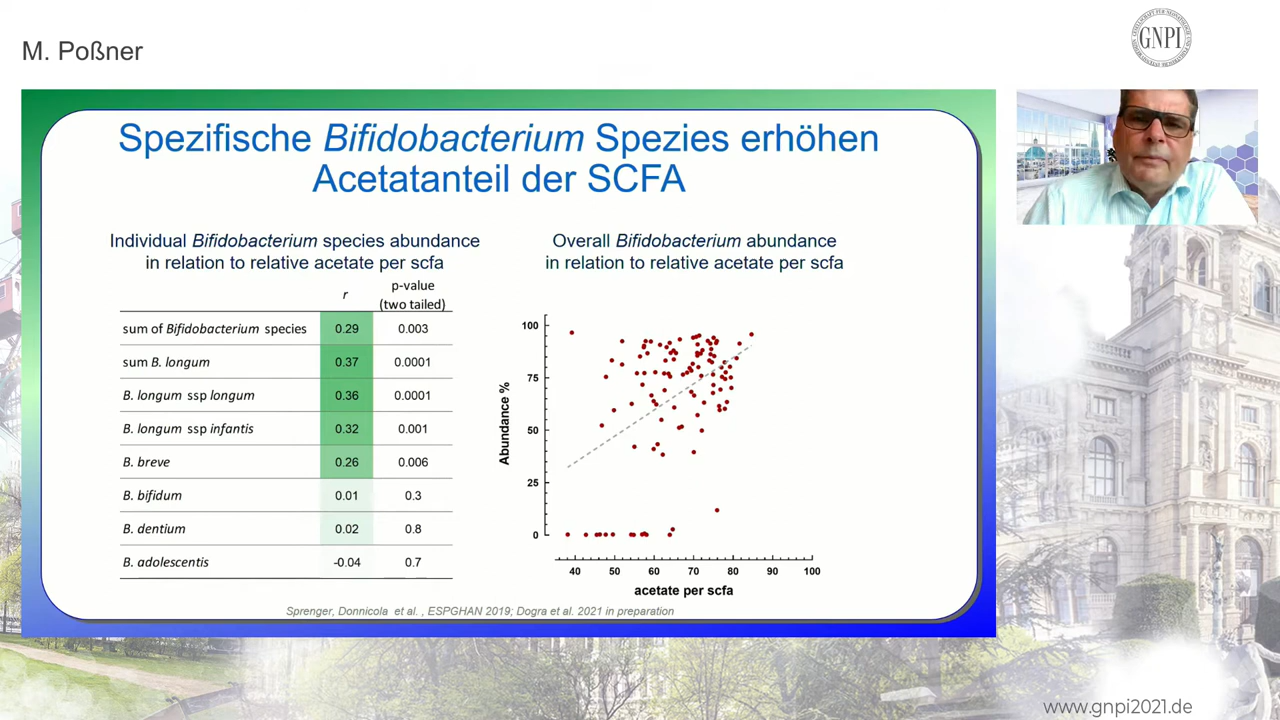 M. Poßner
GNPI
Spezifische Bifidobacterium Spezies erhöhen
Acetatanteil der SCFA
Individual Bifidobacterium species abundance
in relation to relative acetate per scfa
r p-value
(two tailed)
sum of Bifidobacterium species 0.29 0.003
sum B. longum 0.37 0.0001
B. longum ssp longum 0.36 0.0001
B. longum ssp infantis 0.32 0.001
B. breve 0.26 0.006
B. bifidum 0.01 0.3
B. dentium 0.02 0.8
B. adolescentis -0.04 0.7
Overall Bifidobacterium abundance
in relation to relative acetate per scfa
Abundance %
100
75
50
25
0
40 50 60 70 80 90 100
acetate per scfa
Sprenger, Donnicola et al. , ESPGHAN 2019; Dogra et al. 2021 in preparation
www.gnpi2021.de